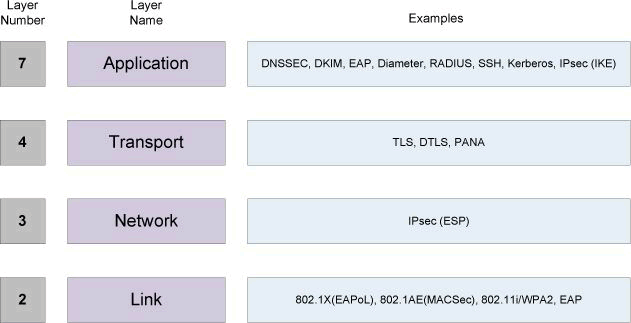 Layer Number
Layer Name
Examples
7
Application
DNSSEC, DKIM, EAP, Diameter, RADIUS, SSH, Kerberos, IPsec (IKE)
4
Transport
TLS, DTLS, PANA
3
Network
IPsec (ESP)
2
Link
802.1X(EAPoL), 802.1AE(MACSec), 802.11i/WPA2, EAP